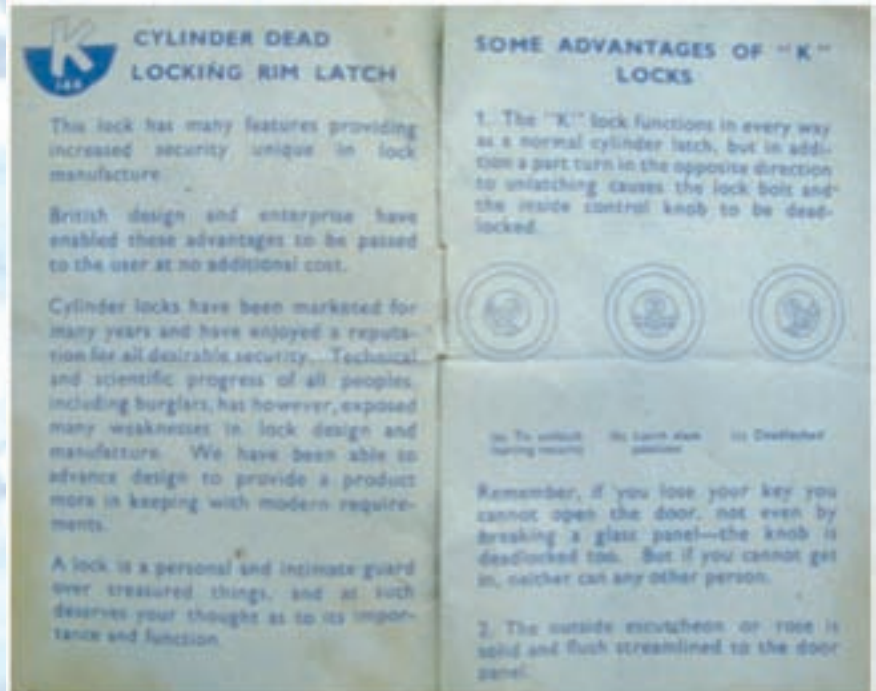 K
CYLINDER DEAD
LOCKING RIM LATCH
This lock has many features providing
increased security unique in lock
manufacture
British design and enterprise have
enabled these advantages to be passed
to the user at no additional cost.
Cylinder locks have been marketed for
many years and have enjoyed a reputa-
tion for all desirable security. Technical
and scientific progress of all peoples,
including burglars, has however, exposed
many weaknesses in lock design and
manufacture. We have been able to
advance design to provide a product
more in keeping with modern require-
ments.
A lock is a personal and intimate guard
over treasured things, and as such
deserves your thought as to its impor-
tance and function
SOME ADVANTAGES OF "K"
LOCKS
1. The "K" lock functions in every way
as a normal cylinder latch, but in addi-
tion a part turn in the opposite direction
to unlatching causes the lock bolt and
the inside control knob to be dead-
locked.
(c) Deadlocked
Remember, if you lose your key you
cannot open the door, not even by
breaking a glass panel—the knob is
deadlocked too. But if you cannot get
in, neither can any other person.
2. The outside escutcheon or rose is
solid and flush streamlined to the door
panel.